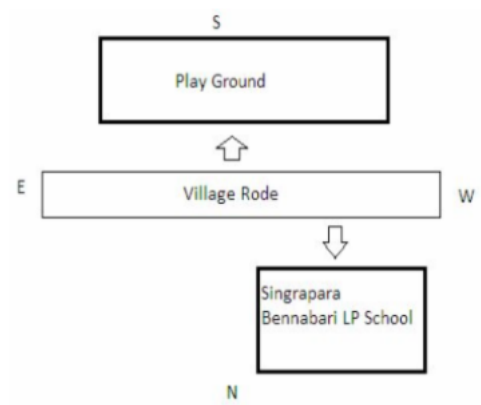 S
Play Ground
E
Village Rode
W
Singrapara
Bennabari LP School
N